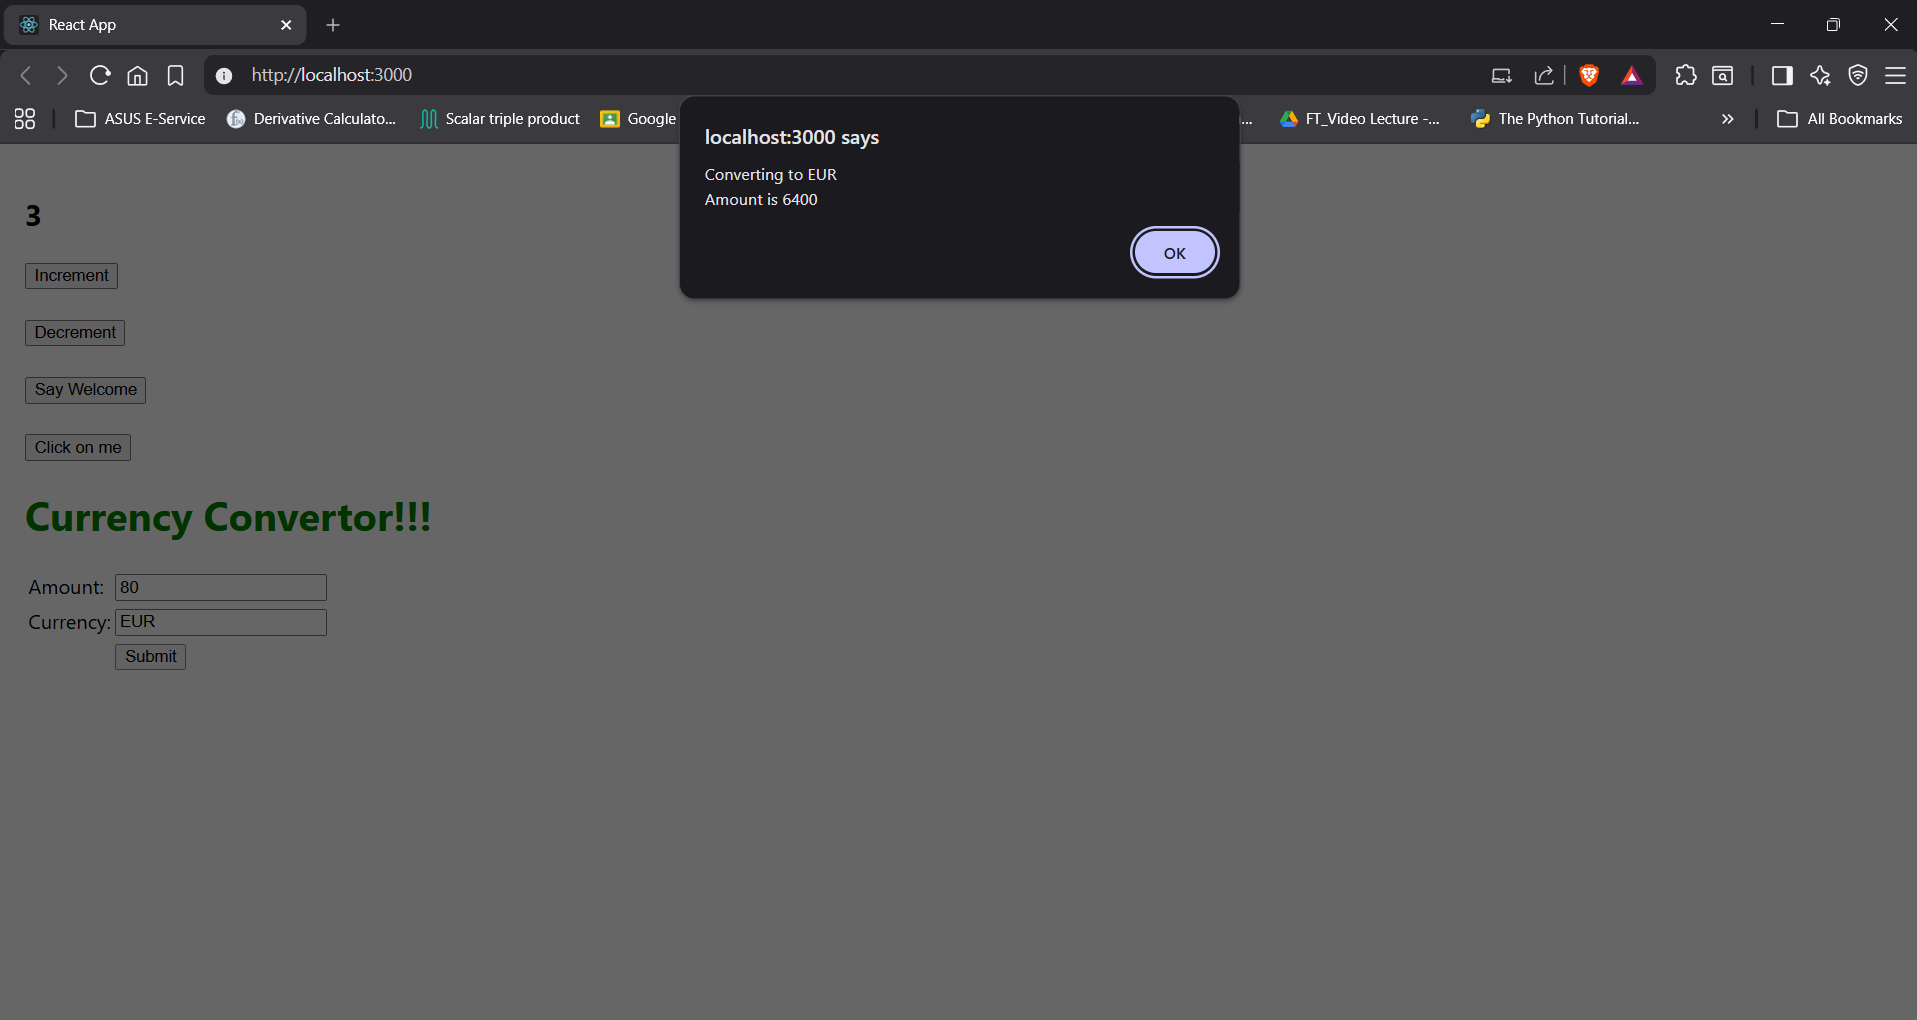 React App
http://localhost:3000
ASUS E-Service
Derivative Calculato...
Scalar triple product
Google
...
FT_Video Lecture -...
The Python Tutorial...
All Bookmarks
localhost:3000 says
Converting to EUR
Amount is 6400
OK
3
Increment
Decrement
Say Welcome
Click on me
Currency Convertor!!!
Amount: 80
Currency: EUR
Submit